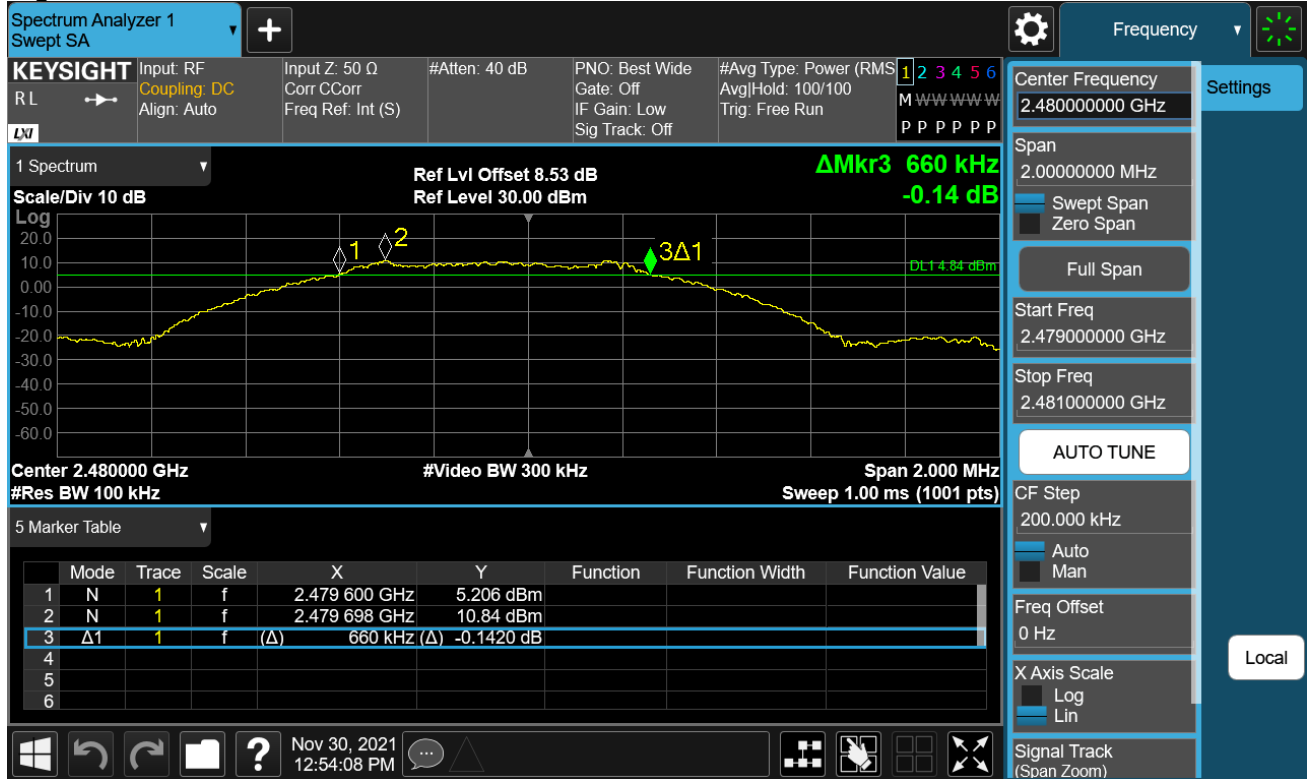 Spectrum Analyzer 1
Swept SA
Frequency
KEYSIGHT
R L
LXI
Input: RF
Coupling: DC
Align: Auto
Input Z: 50 Ω
Corr CCorr
Freq Ref: Int (S)
#Atten: 40 dB
PNO: Best Wide
Gate: Off
IF Gain: Low
Sig Track: Off
#Avg Type: Power (RMS
Avg|Hold: 100/100
Trig: Free Run
1 2 3 4 5 6
M W W W W W
P P P P P P
1 Spectrum
Scale/Div 10 dB
Ref Lvl Offset 8.53 dB
Ref Level 30.00 dBm
ΔMkr3 660 kHz
-0.14 dB
Log
20.0
10.0
0.00
-10.0
-20.0
-30.0
-40.0
-50.0
-60.0
1
2
3Δ1
DL1 4.84 dBm
Center 2.480000 GHz
#Video BW 300 kHz
Span 2.000 MHz
#Res BW 100 kHz
Sweep 1.00 ms (1001 pts)
5 Marker Table
Mode Trace Scale X Y Function Function Width Function Value
1 N 1 f 2.479 600 GHz 5.206 dBm
2 N 1 f 2.479 698 GHz 10.84 dBm
3 Δ1 1 f (Δ) 660 kHz (Δ) -0.1420 dB
4
5
6
?
Nov 30, 2021
12:54:08 PM
Center Frequency
2.480000000 GHz
Span
2.00000000 MHz
Swept Span
Zero Span
Full Span
Start Freq
2.479000000 GHz
Stop Freq
2.481000000 GHz
AUTO TUNE
CF Step
200.000 kHz
Auto
Man
Freq Offset
0 Hz
X Axis Scale
Log
Lin
Signal Track
(Span Zoom)
Settings
Local